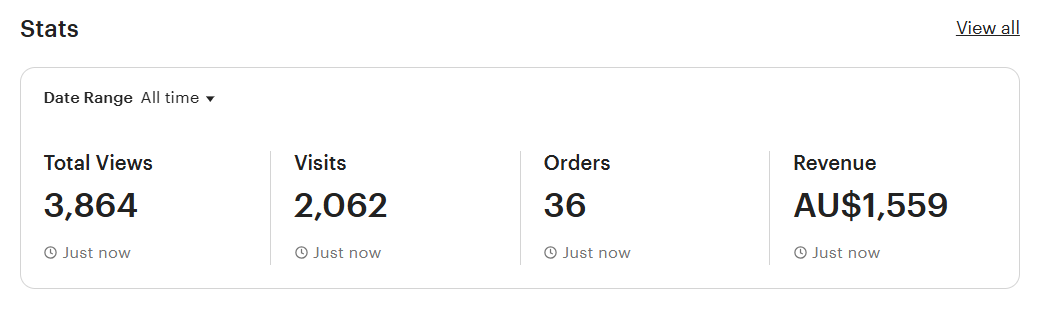 Stats
View all
Date Range All time
Total Views
3,864
Just now
Visits
2,062
Just now
Orders
36
Just now
Revenue
AU$1,559
Just now